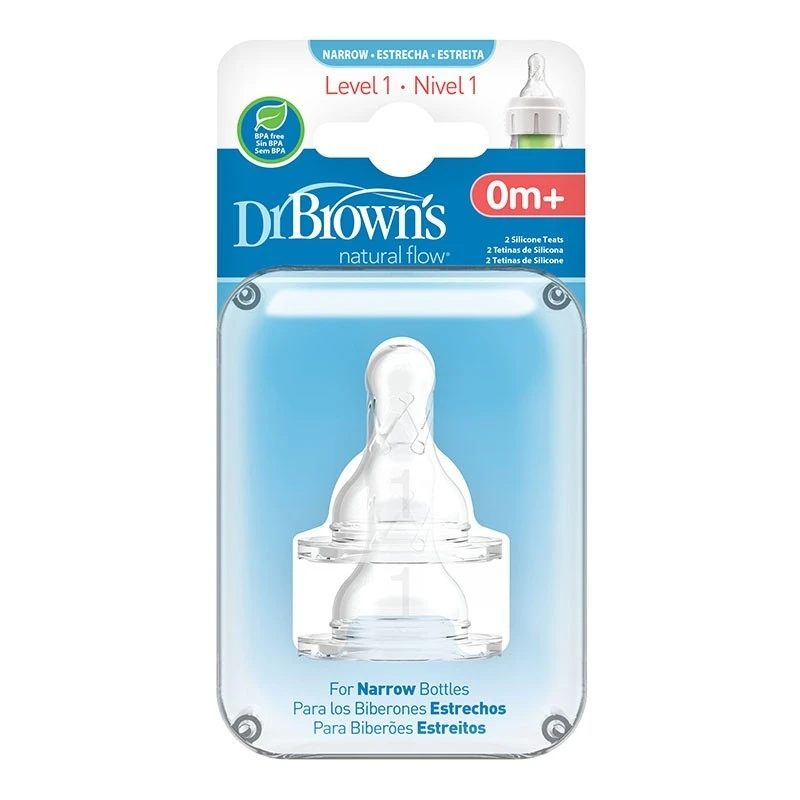 NARROW • ESTRECHA • ESTREITA
Level 1 • Nivel 1
BPA free
Sin BPA
Sem BPA
0m+
Dr Brown's
natural flow®
2 Silicone Teats
2 Tetinas de Silicona
2 Tetinas de Silicone
1
1
For Narrow Bottles
Para los Biberones Estrechos
Para Biberões Estreitos